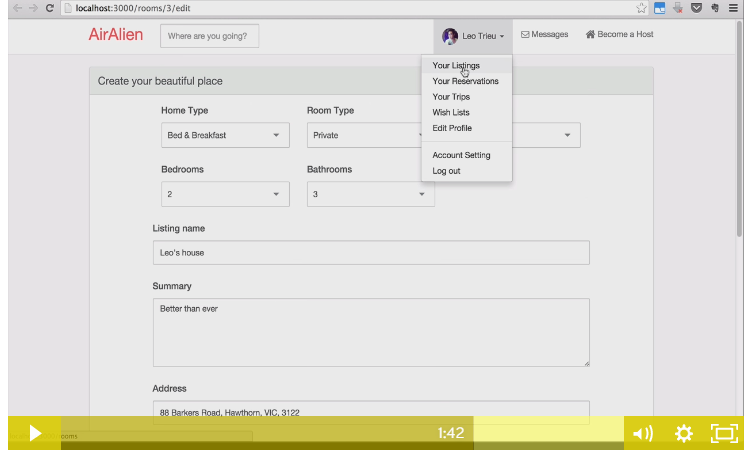 localhost:3000/rooms/3/edit
AirAlien
Where are you going?
Leo Trieu
Messages
Become a Host
Your Listings
Your Reservations
Your Trips
Wish Lists
Edit Profile
Account Setting
Log out
Create your beautiful place
Home Type
Room Type
Bed & Breakfast
Private
Bedrooms
Bathrooms
2
3
Listing name
Leo's house
Summary
Better than ever
Address
88 Barkers Road, Hawthorn, VIC, 3122
1:42